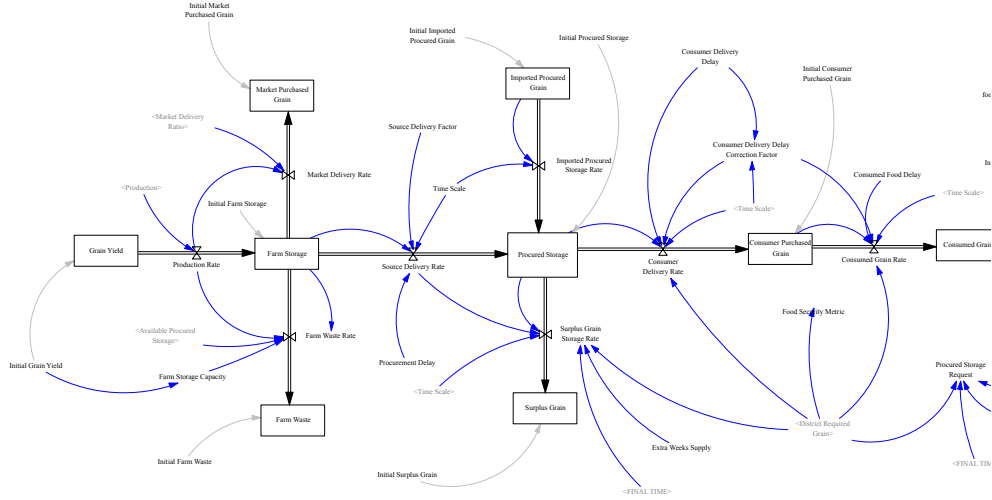 Initial Market
Purchased Grain
Initial Imported
Procured Grain
Initial Procured Storage
Consumer Delivery
Delay
Initial Consumer
Purchased Grain
Market Purchased
Grain
Imported Procured
Grain
<Market Delivery
Ratio>
Source Delivery Factor
Consumer Delivery Delay
Correction Factor
Imported Procured
Storage Rate
Market Delivery Rate
Consumed Food Delay
<Production>
Time Scale
<Time Scale>
Initial Farm Storage
<Time Scale>
Grain Yield
Production Rate
Farm Storage
Source Delivery Rate
Procured Storage
Consumer
Delivery Rate
Consumer Purchased
Grain
Consumed Grain Rate
Consumed Grain
Food Security Metric
<Available Procured
Storage>
Farm Waste Rate
Surplus Grain
Storage Rate
Initial Grain Yield
Farm Storage Capacity
Procurement Delay
<Time Scale>
Procured Storage
Request
Farm Waste
Surplus Grain
<District Required
Grain>
Extra Weeks Supply
Initial Farm Waste
Initial Surplus Grain
<FINAL TIME>
<FINAL TIM